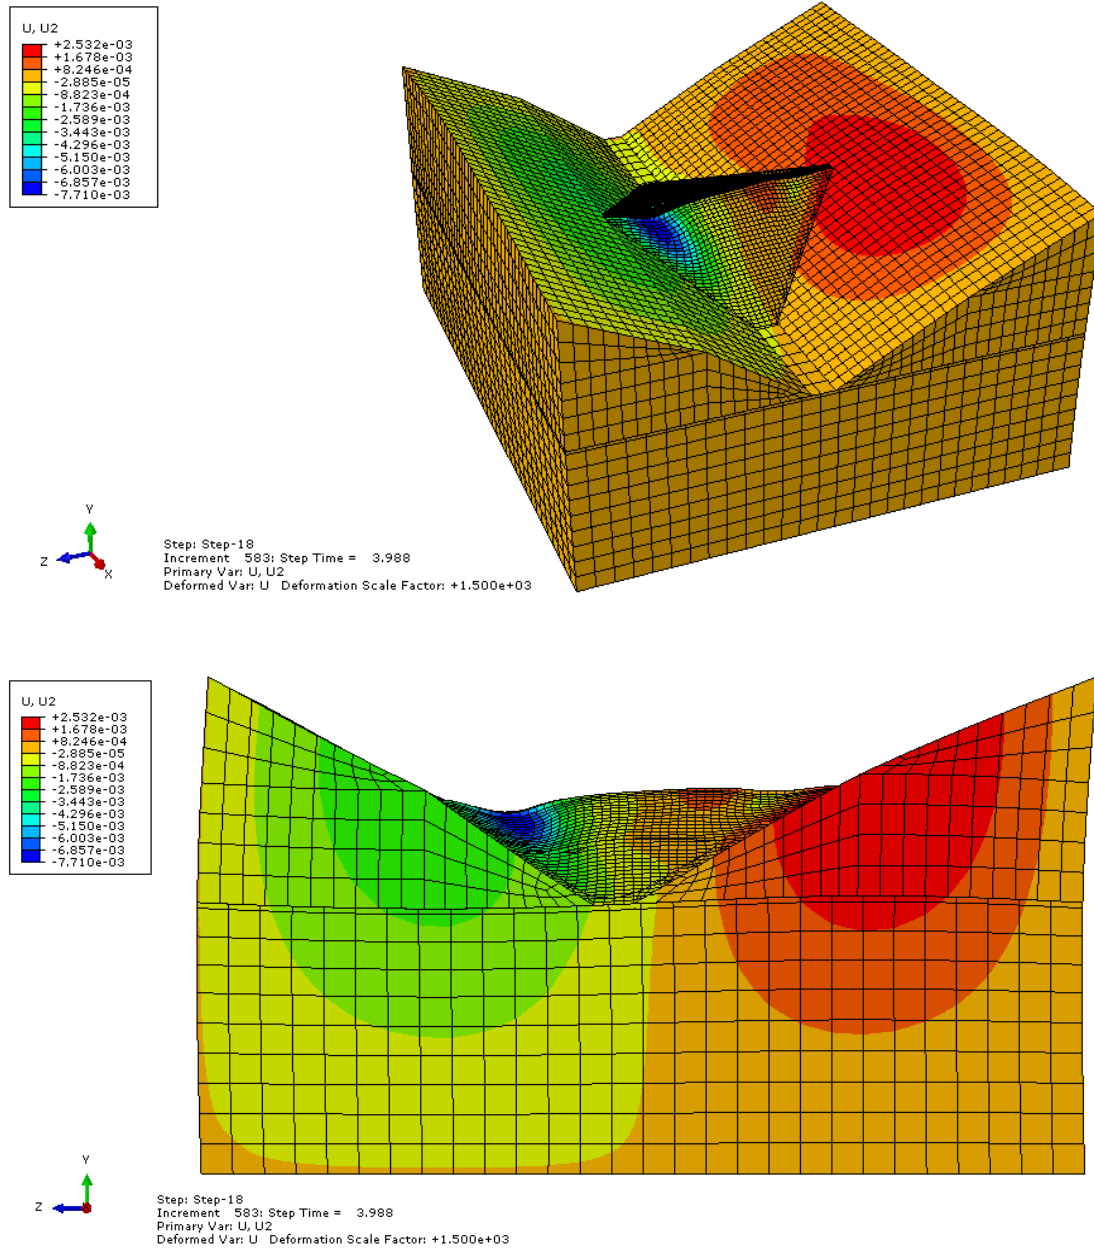 U, U2
+2.532e-03
+1.678e-03
+8.246e-04
-2.885e-05
-8.823e-04
-1.736e-03
-2.589e-03
-3.443e-03
-4.296e-03
-5.150e-03
-6.003e-03
-6.857e-03
-7.710e-03
Y
Z
X
Step: Step-18
Increment 583: Step Time = 3.988
Primary Var: U, U2
Deformed Var: U Deformation Scale Factor: +1.500e+03
U, U2
+2.532e-03
+1.678e-03
+8.246e-04
-2.885e-05
-8.823e-04
-1.736e-03
-2.589e-03
-3.443e-03
-4.296e-03
-5.150e-03
-6.003e-03
-6.857e-03
-7.710e-03
Y
Z
Step: Step-18
Increment 583: Step Time = 3.988
Primary Var: U, U2
Deformed Var: U Deformation Scale Factor: +1.500e+03